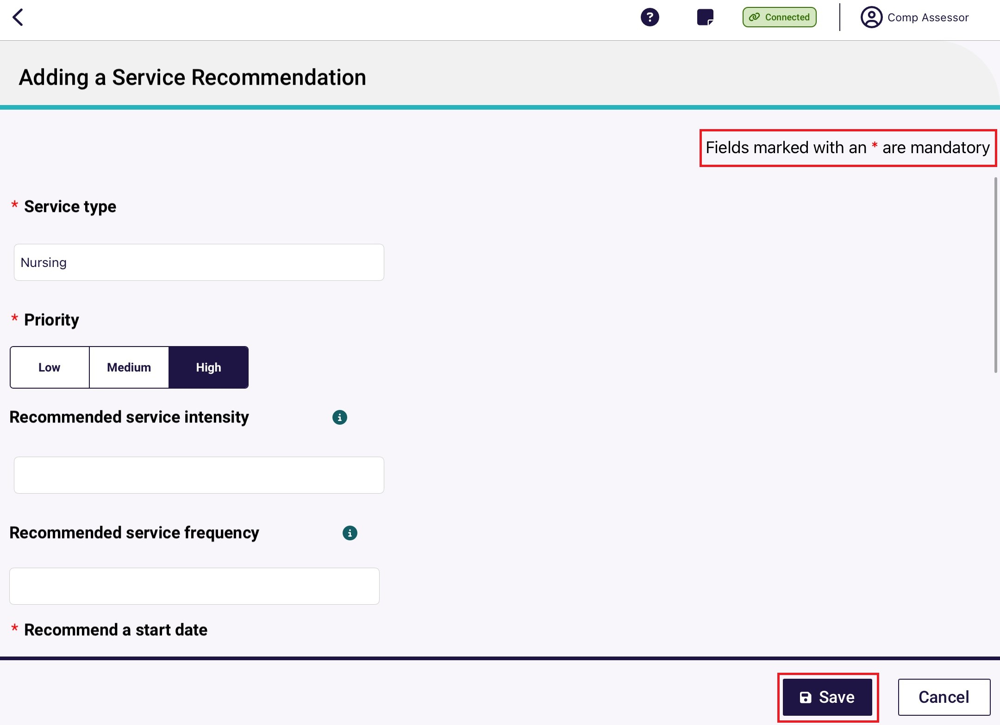 ? Connected Comp Assessor
Adding a Service Recommendation
Fields marked with an * are mandatory
* Service type
Nursing
* Priority
Low Medium High
Recommended service intensity i
Recommended service frequency i
* Recommend a start date
Save Cancel